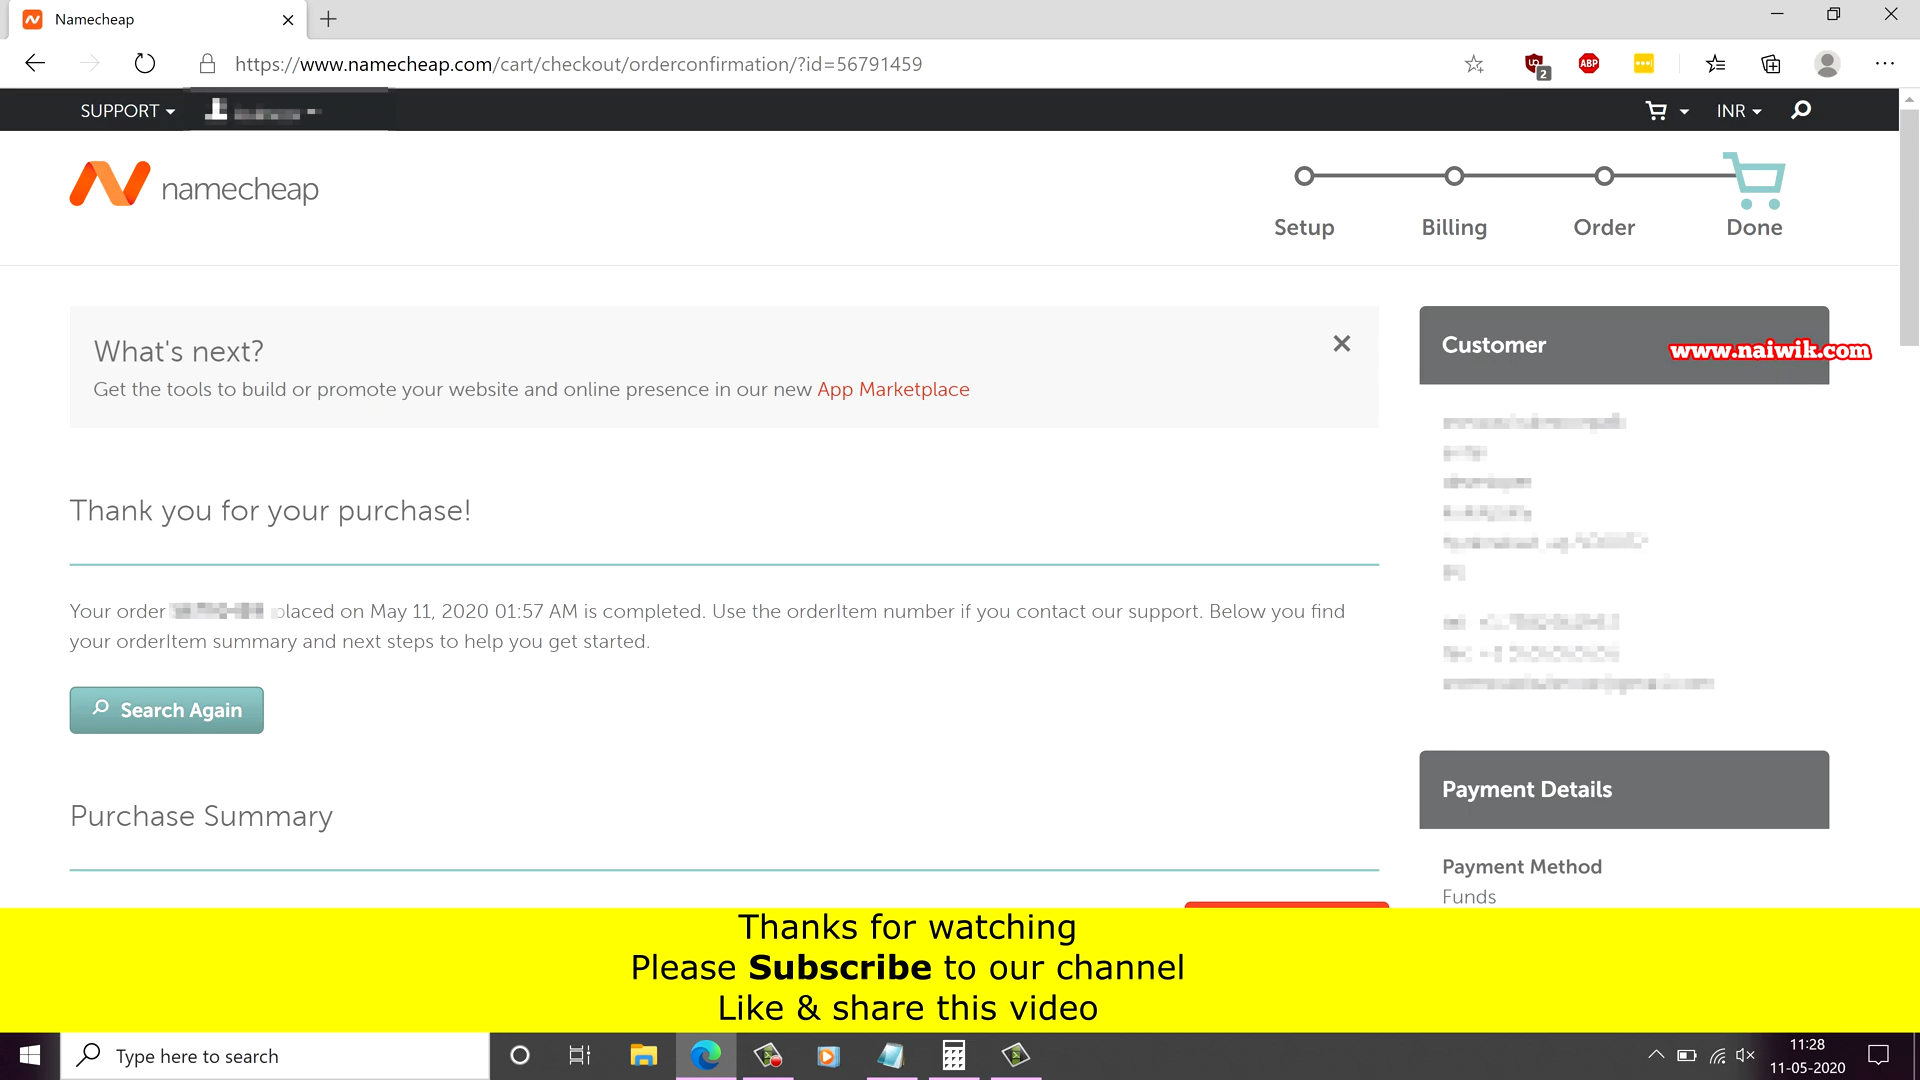 Namecheap
https://www.namecheap.com/cart/checkout/orderconfirmation/?id=56791459
2
ABP
SUPPORT
INR
namecheap
Setup
Billing
Order
Done
What's next?
Get the tools to build or promote your website and online presence in our new App Marketplace
Customer
www.naiwik.com
Thank you for your purchase!
Your order placed on May 11, 2020 01:57 AM is completed. Use the orderItem number if you contact our support. Below you find
your orderItem summary and next steps to help you get started.
Search Again
Purchase Summary
Payment Details
Payment Method
Funds
Thanks for watching
Please Subscribe to our channel
Like & share this video
Type here to search
11:28
11-05-2020